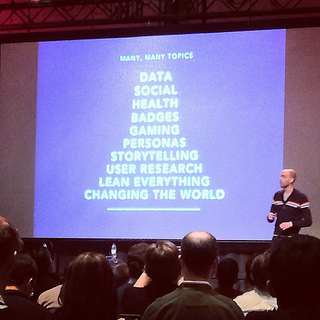 MANY, MANY TOPICS
DATA
SOCIAL
HEALTH
BADGES
GAMING
PERSONAS
STORYTELLING
USER RESEARCH
LEAN EVERYTHING
CHANGING THE WORLD